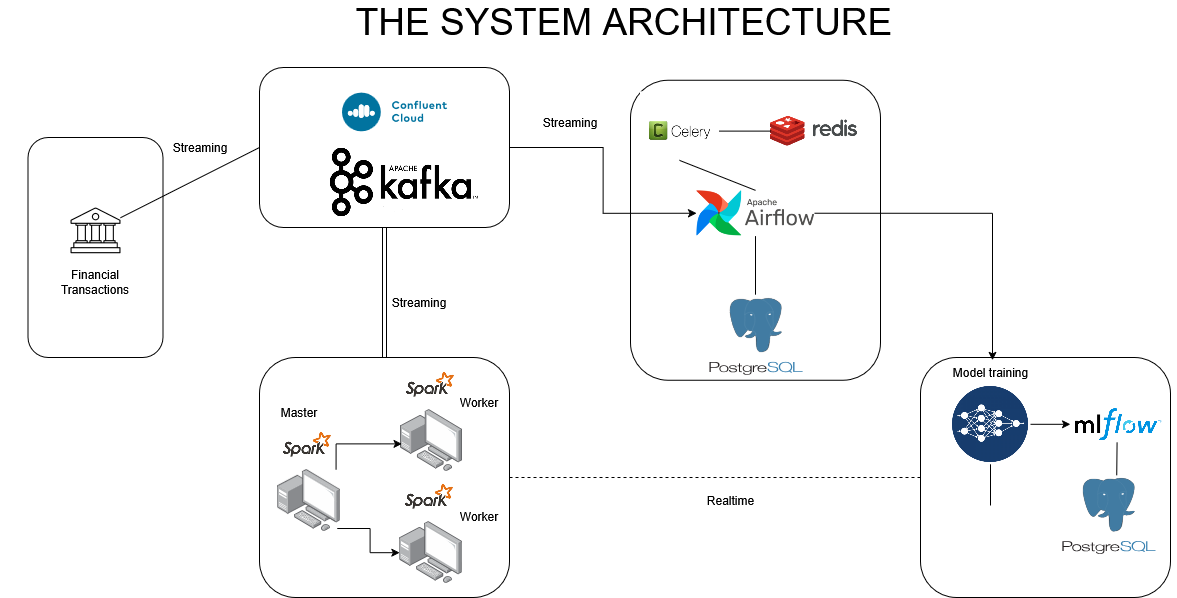 THE SYSTEM ARCHITECTURE
Streaming
Financial
Transactions
Confluent
Cloud
APACHE
kafka
Streaming
Celery
redis
Apache
Airflow
PostgreSQL
Streaming
Master
Spark
Spark
Worker
Spark
Worker
Realtime
Model training
mlflow
PostgreSQL